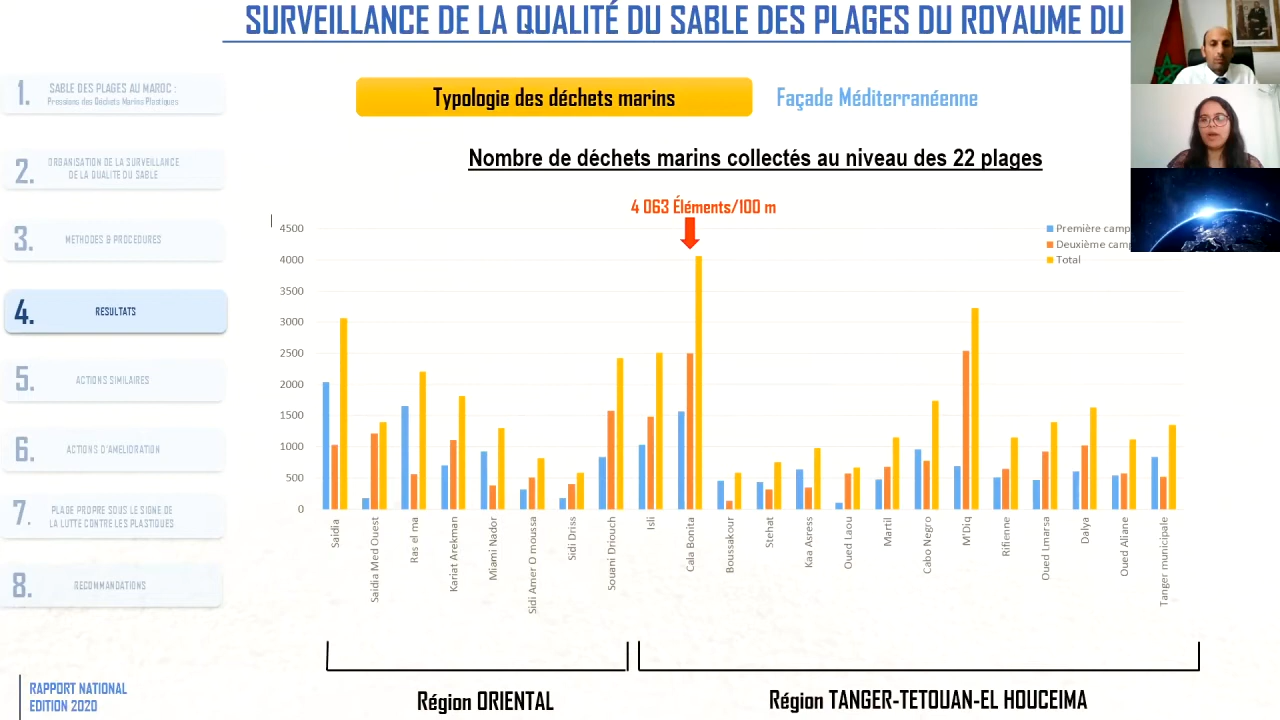 SURVEILLANCE DE LA QUALITÉ DU SABLE DES PLAGES DU ROYAUME DU
1. SABLE DES PLAGES AU MAROC :
Pressions des Déchets Marins Plastiques
2. ORGANISATION DE LA SURVEILLANCE
DE LA QUALITE DU SABLE
3. METHODES & PROCEDURES
4. RESULTATS
5. ACTIONS SIMILAIRES
6. ACTIONS D'AMELIORATION
7. PLAGE PROPRE SOUS LE SIGNE DE
LA LUTTE CONTRE LES PLASTIQUES
8. RECOMMANDATIONS
RAPPORT NATIONAL
EDITION 2020
Typologie des déchets marins
Façade Méditerranéenne
Nombre de déchets marins collectés au niveau des 22 plages
4 063 Éléments/100 m
Première camp
Deuxième camp
Total
4500
4000
3500
3000
2500
2000
1500
1000
500
0
Saidia
Saidia Med Ouest
Ras el ma
Kariat Arekman
Miami Nador
Sidi Amer O moussa
Sidi Driss
Souani Driouch
Isli
Cala Bonita
Boussakour
Stehat
Kaa Asress
Oued Laou
Martil
Cabo Negro
M'Diq
Rifienne
Oued Lmarsa
Dalya
Oued Aliane
Tanger municipale
Région ORIENTAL
Région TANGER-TETOUAN-EL HOUCEIMA